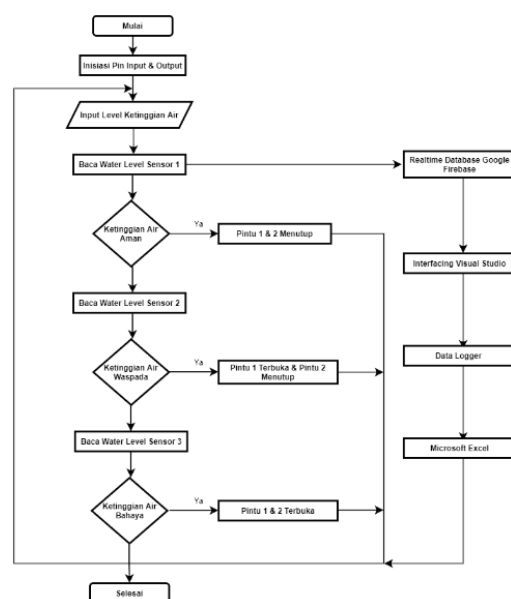 Mulai
Inisiasi Pin Input & Output
Input Level Ketinggian Air
Baca Water Level Sensor 1
Realtime Database Google
Firebase
Ketinggian Air
Aman
Ya
Pintu 1 & 2 Menutup
Interfacing Visual Studio
Baca Water Level Sensor 2
Ketinggian Air
Waspada
Ya
Pintu 1 Terbuka & Pintu 2
Menutup
Data Logger
Baca Water Level Sensor 3
Microsoft Excel
Ketinggian Air
Bahaya
Ya
Pintu 1 & 2 Terbuka
Selesai